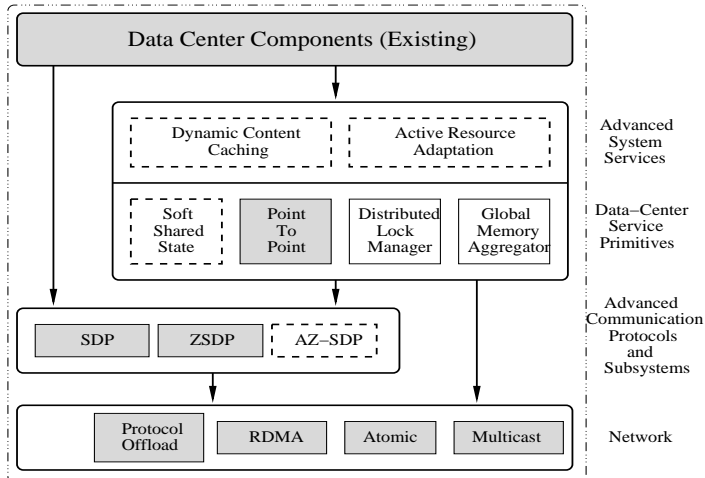 Data Center Components (Existing)
Dynamic Content
Caching
Active Resource
Adaptation
Advanced
System
Services
Soft
Shared
State
Point
To
Point
Distributed
Lock
Manager
Global
Memory
Aggregator
Data–Center
Service
Primitives
SDP
ZSDP
AZ–SDP
Advanced
Communication
Protocols
and
Subsystems
Protocol
Offload
RDMA
Atomic
Multicast
Network